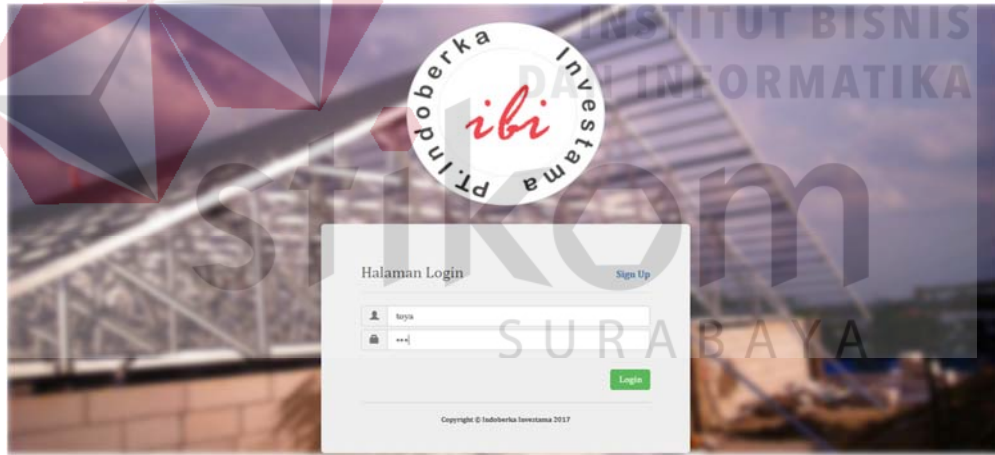 INSTITUT BISNIS
DAN INFORMATIKA
stikom
SURABAYA
PT.Indoberka Investama
ibi
Halaman Login
Sign Up
toya
•••
Login
Copyright © Indoberka Investama 2017